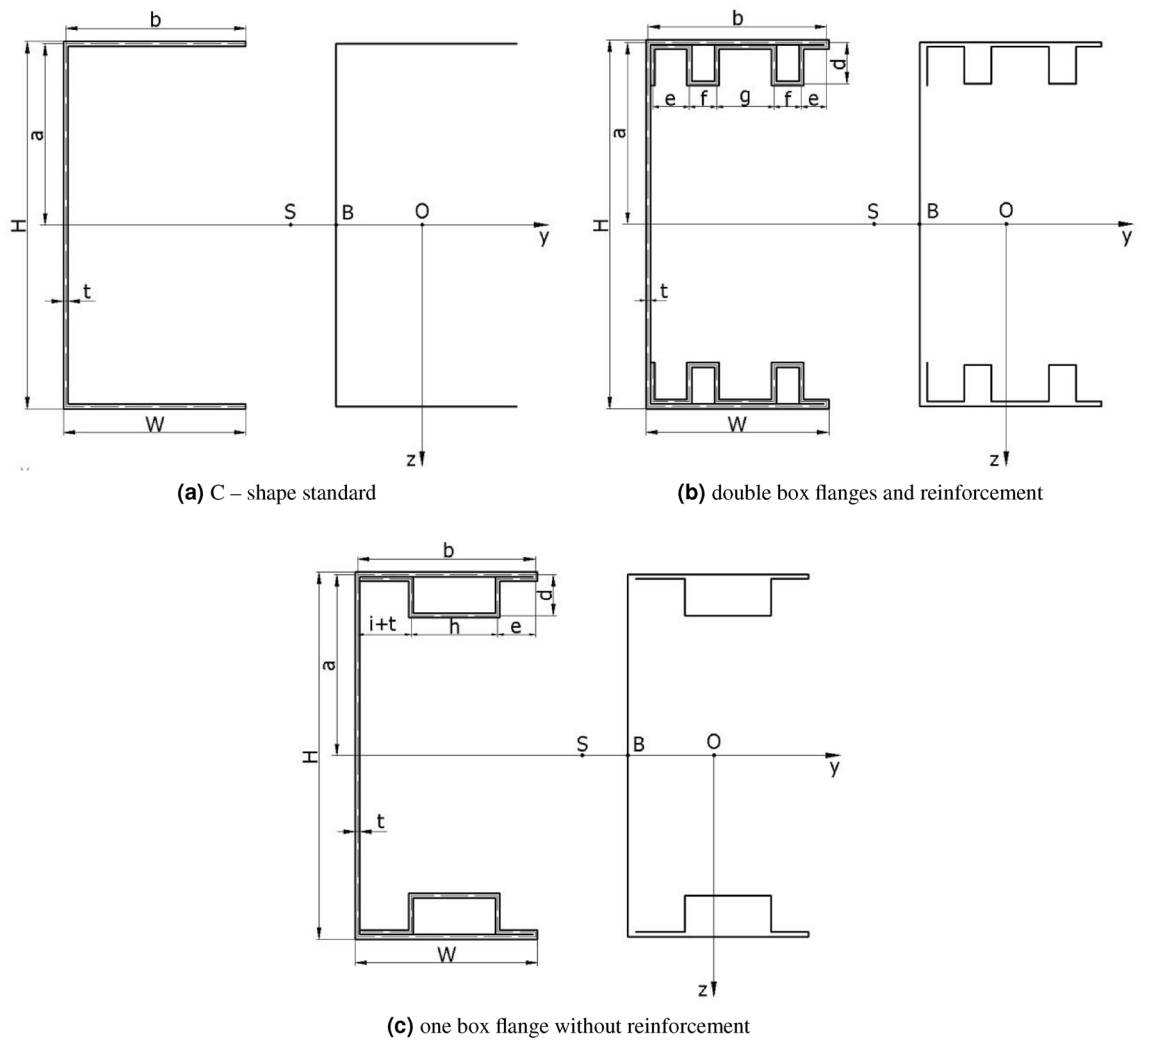 b
a
H
S
B
O
y
t
W
z
(a) C – shape standard
b
d
e
f
g
f
e
a
H
S
B
O
y
t
W
z
(b) double box flanges and reinforcement
b
d
i+t
h
e
a
H
S
B
O
y
t
W
z
(c) one box flange without reinforcement